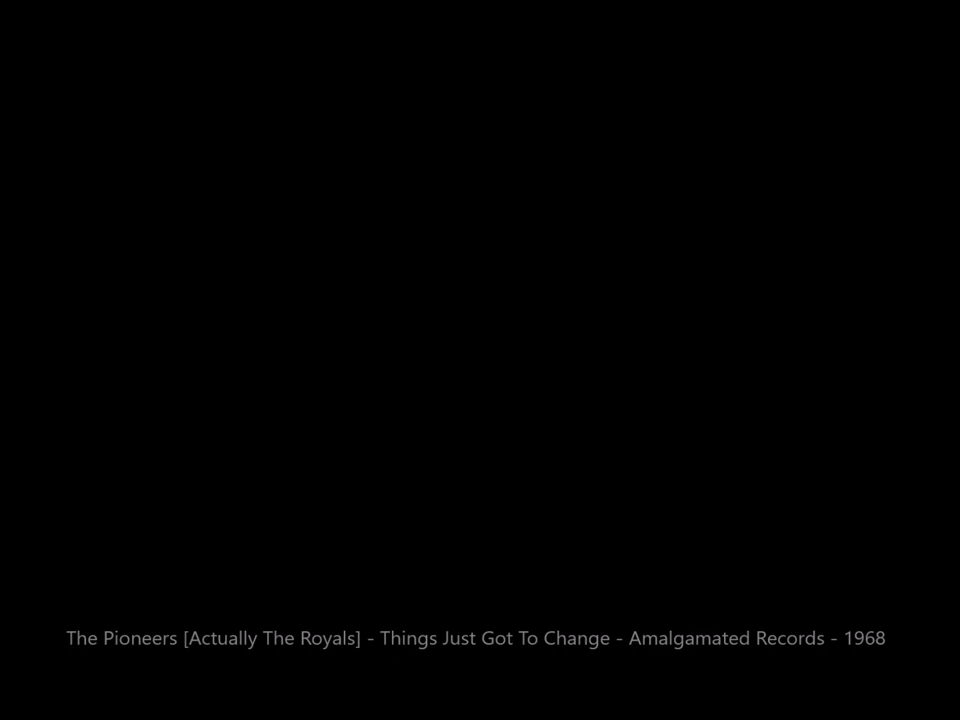 The Pioneers [Actually The Royals] - Things Just Got To Change - Amalgamated Records - 1968